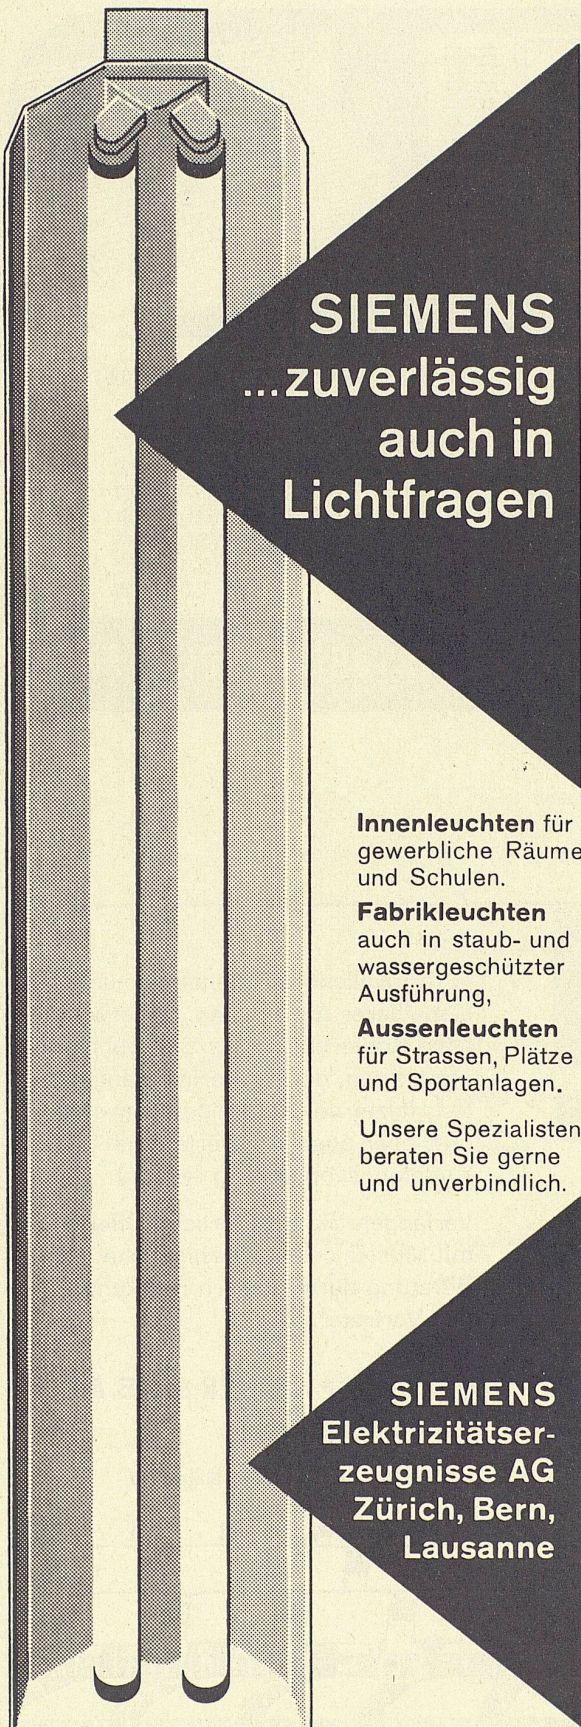 SIEMENS
...zuverlässig
auch in
Lichtfragen
Innenleuchten für
gewerbliche Räume
und Schulen.
Fabrikleuchten
auch in staub- und
wassergeschützter
Ausführung,
Aussenleuchten
für Strassen, Plätze
und Sportanlagen.
Unsere Spezialisten
beraten Sie gerne
und unverbindlich.
SIEMENS
Elektrizitätser-
zeugnisse AG
Zürich, Bern,
Lausanne